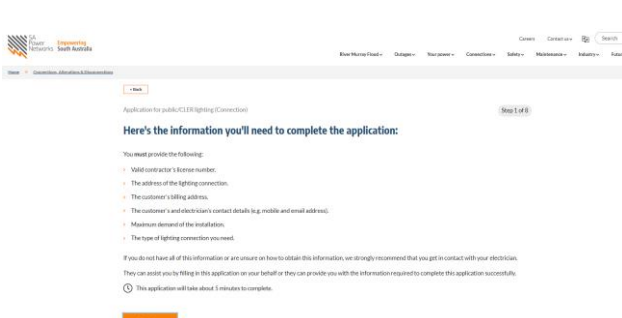 SA
Power
Networks
Empowering
South Australia
Careers Contact us
Search
River Murray Flood Outages Your power Connections Safety Maintenance Industry Futur
Home Connections, Alterations & Disconnections
Back
Application for public/CLER lighting (Connection)
Step 1 of 8
Here's the information you'll need to complete the application:
You must provide the following:
Valid contractor's license number.
The address of the lighting connection.
The customer's billing address.
The customer's and electrician's contact details (e.g. mobile and email address).
Maximum demand of the installation.
The type of lighting connection you need.
If you do not have all of this information or are unsure on how to obtain this information, we strongly recommend that you get in contact with your electrician.
They can assist you by filling in this application on your behalf or they can provide you with the information required to complete this application successfully.
This application will take about 5 minutes to complete.